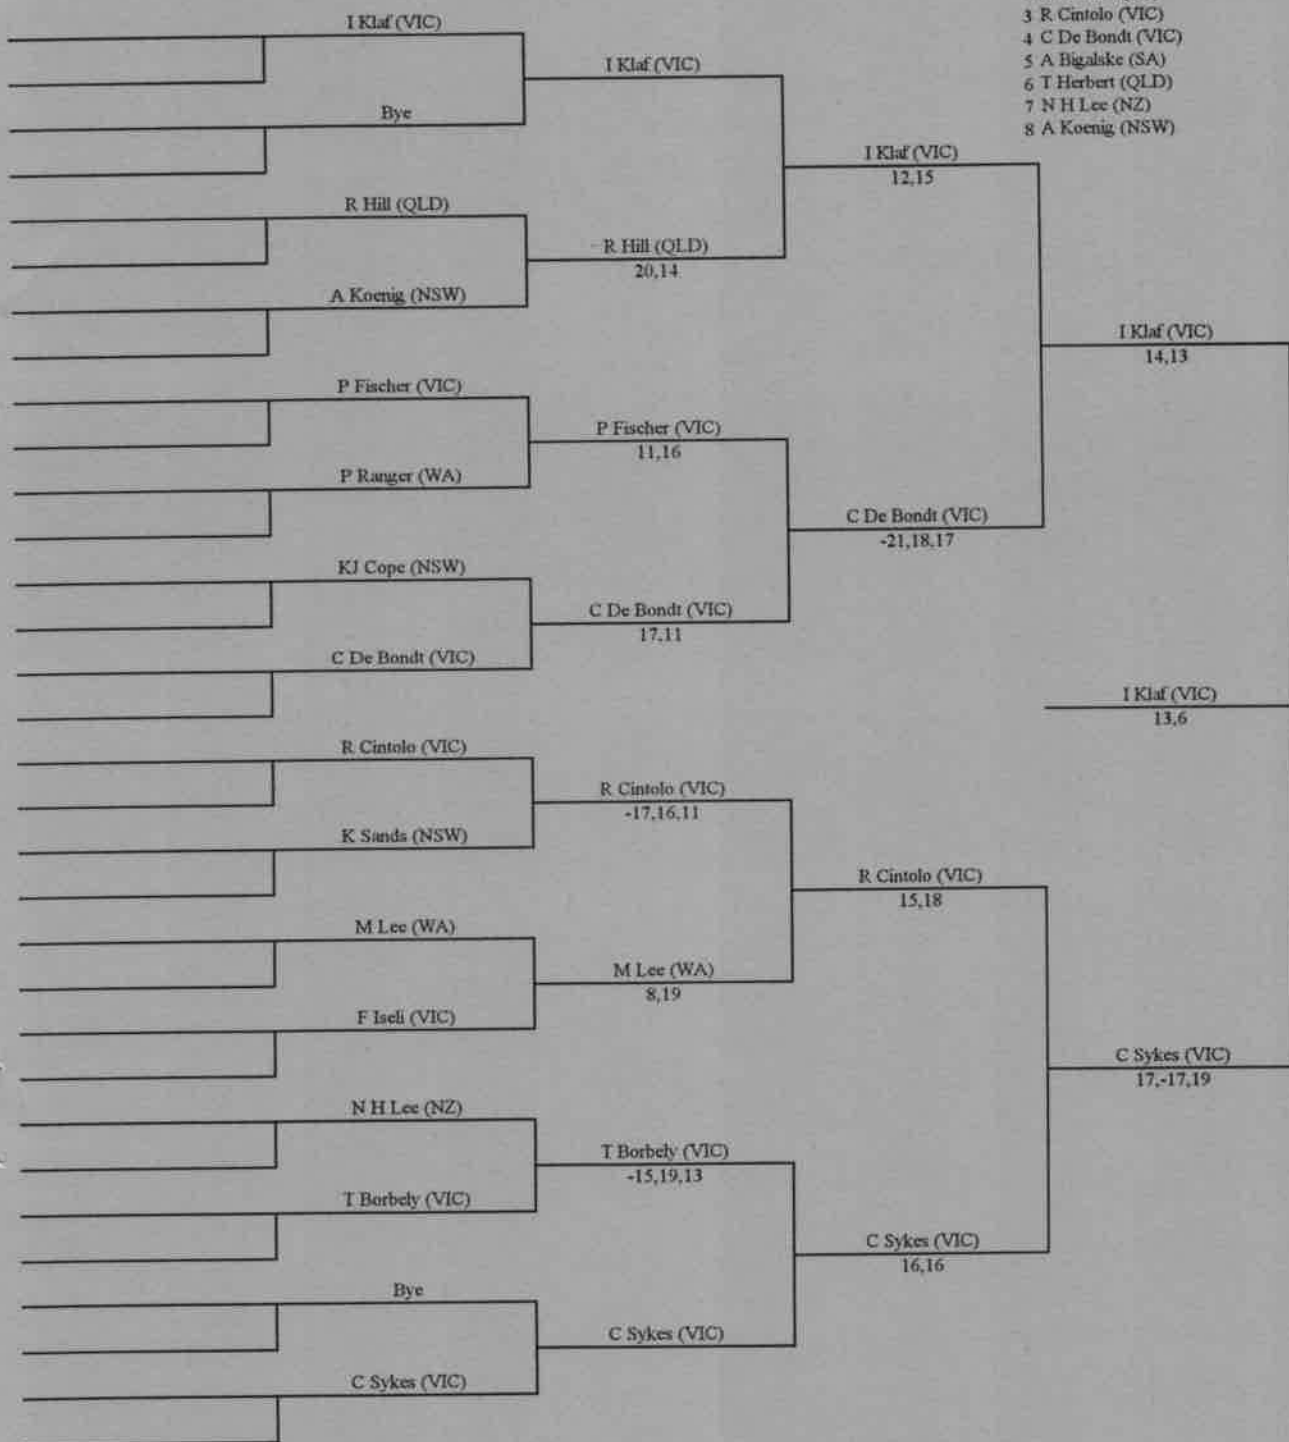 3 R Cintolo (VIC)
4 C De Bondt (VIC)
5 A Bigalske (SA)
6 T Herbert (QLD)
7 N H Lee (NZ)
8 A Koenig (NSW)
I Klaf (VIC)
Bye
R Hill (QLD)
A Koenig (NSW)
P Fischer (VIC)
P Ranger (WA)
KJ Cope (NSW)
C De Bondt (VIC)
R Cintolo (VIC)
K Sands (NSW)
M Lee (WA)
F Iseli (VIC)
N H Lee (NZ)
T Borbely (VIC)
Bye
C Sykes (VIC)
I Klaf (VIC)
R Hill (QLD)
20,14
P Fischer (VIC)
11,16
C De Bondt (VIC)
17,11
R Cintolo (VIC)
-17,16,11
M Lee (WA)
8,19
T Borbely (VIC)
-15,19,13
C Sykes (VIC)
I Klaf (VIC)
12,15
C De Bondt (VIC)
-21,18,17
R Cintolo (VIC)
15,18
C Sykes (VIC)
16,16
I Klaf (VIC)
14,13
I Klaf (VIC)
13,6
C Sykes (VIC)
17,-17,19